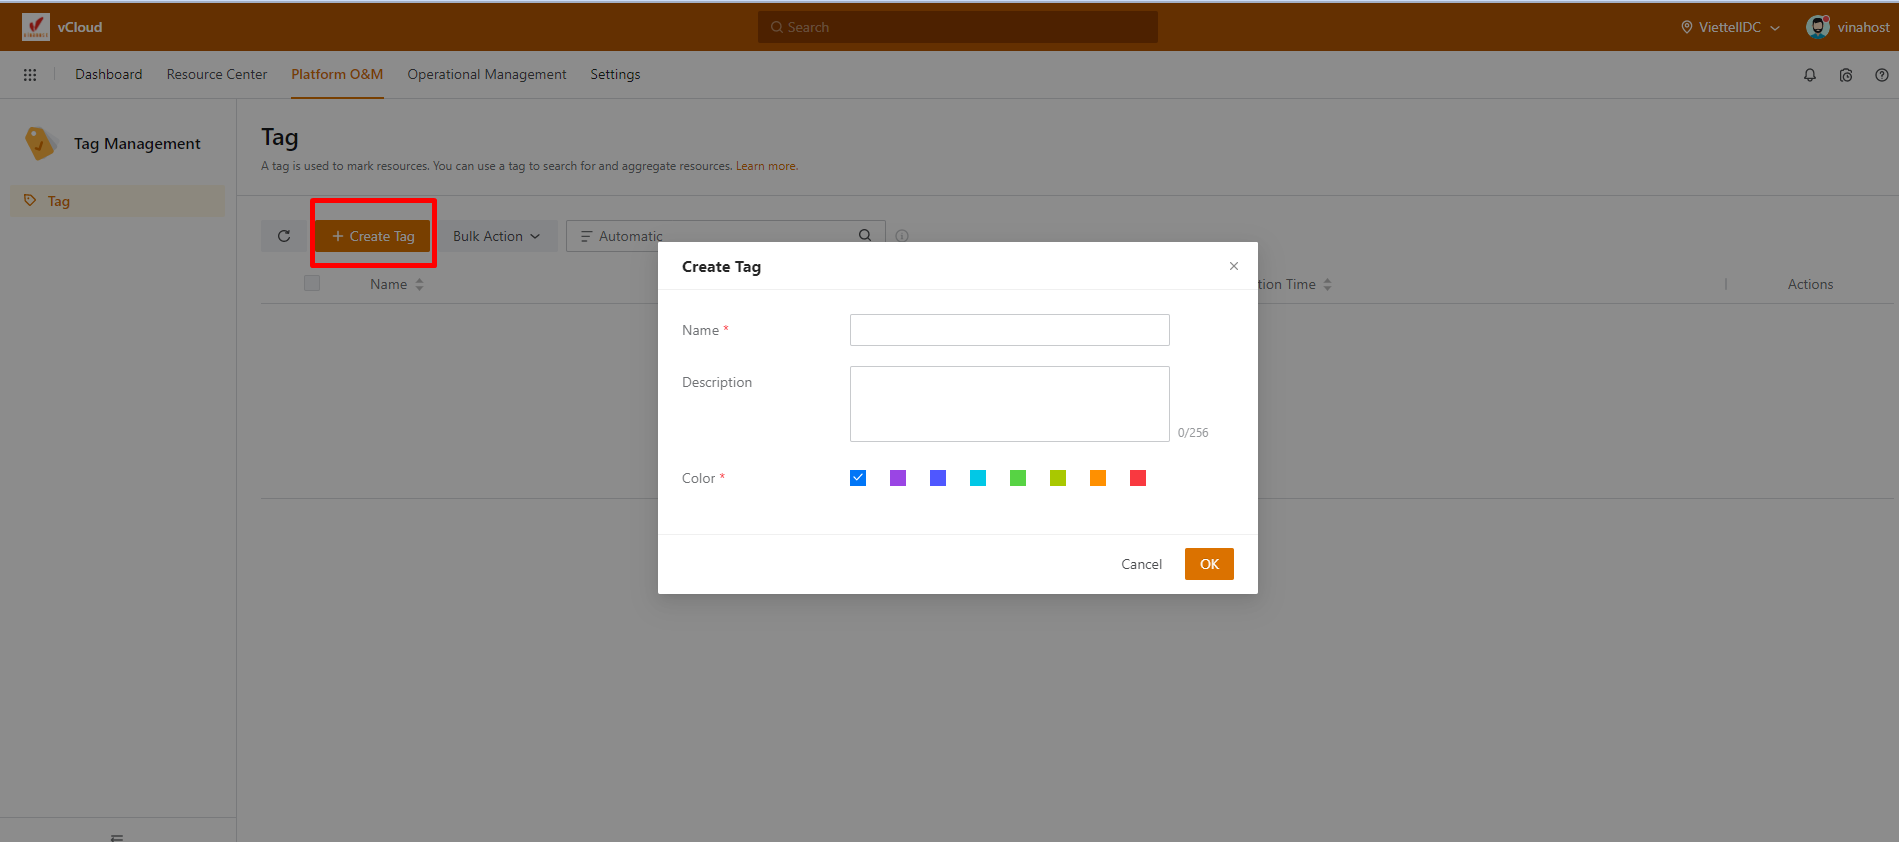 vCloud
Search
ViettelIDC
vinahost
Dashboard
Resource Center
Platform O&M
Operational Management
Settings
Tag Management
Tag
Tag
A tag is used to mark resources. You can use a tag to search for and aggregate resources. Learn more.
+ Create Tag
Bulk Action
Automatic
Name
tion Time
Actions
Create Tag
Name *
Description
0/256
Color *
Cancel
OK